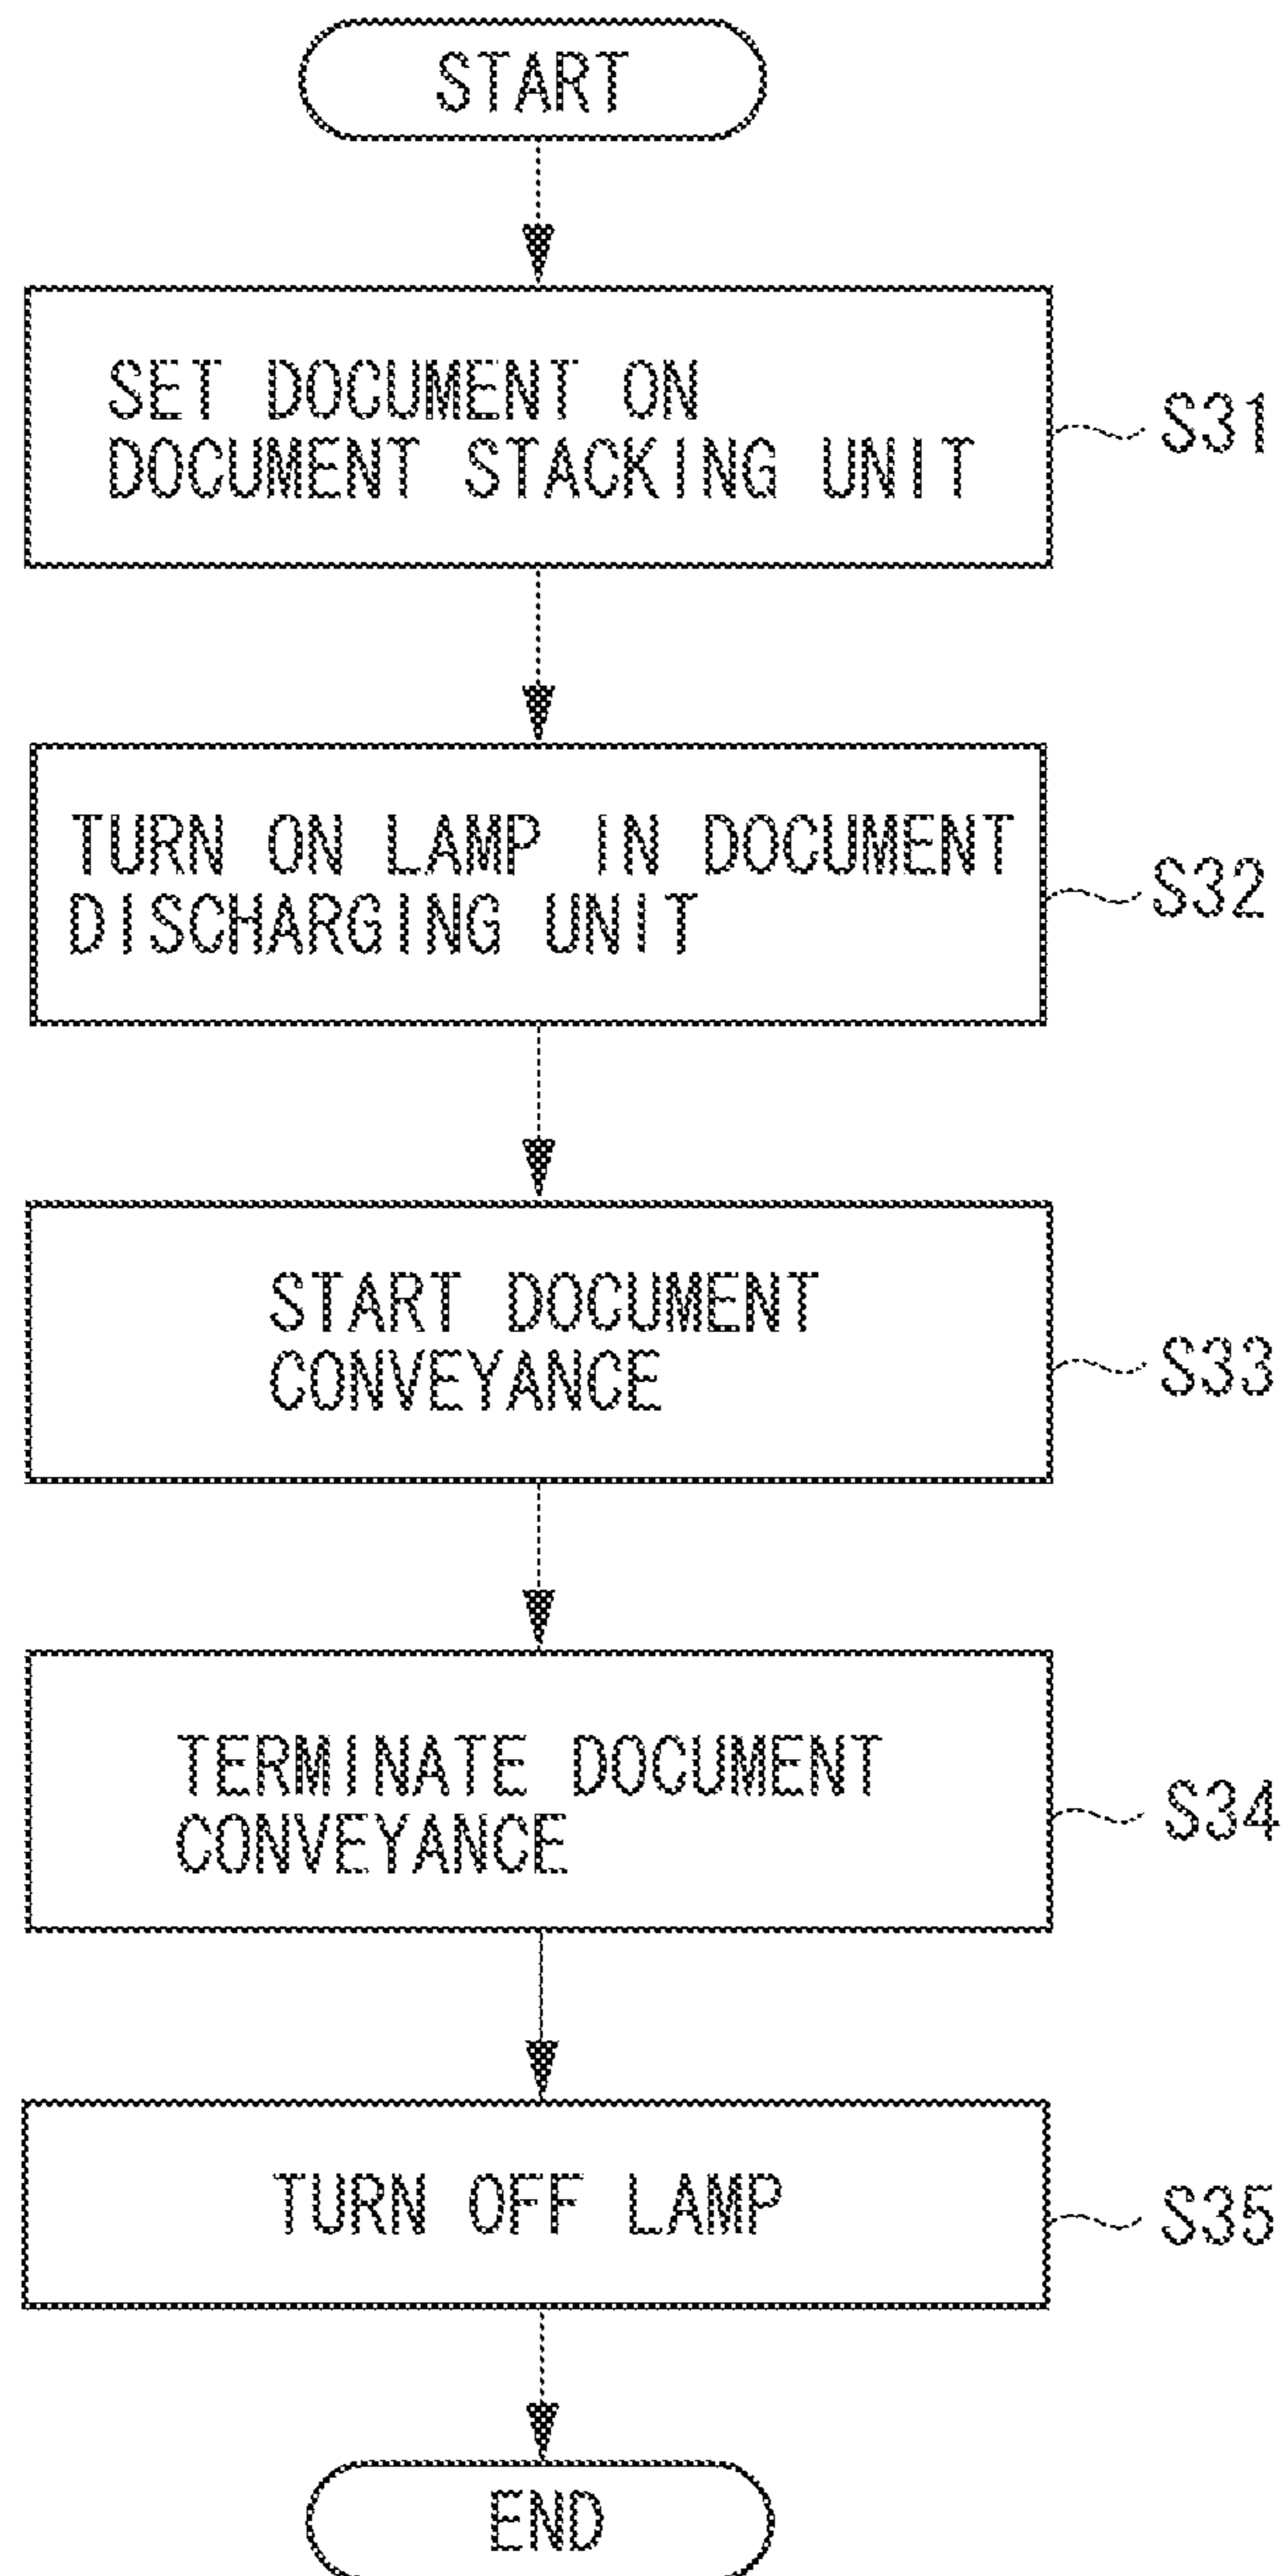 START
SET DOCUMENT ON
DOCUMENT STACKING UNIT
S31
TURN ON LAMP IN DOCUMENT
DISCHARGING UNIT
S32
START DOCUMENT
CONVEYANCE
S33
TERMINATE DOCUMENT
CONVEYANCE
S34
TURN OFF LAMP
S35
END